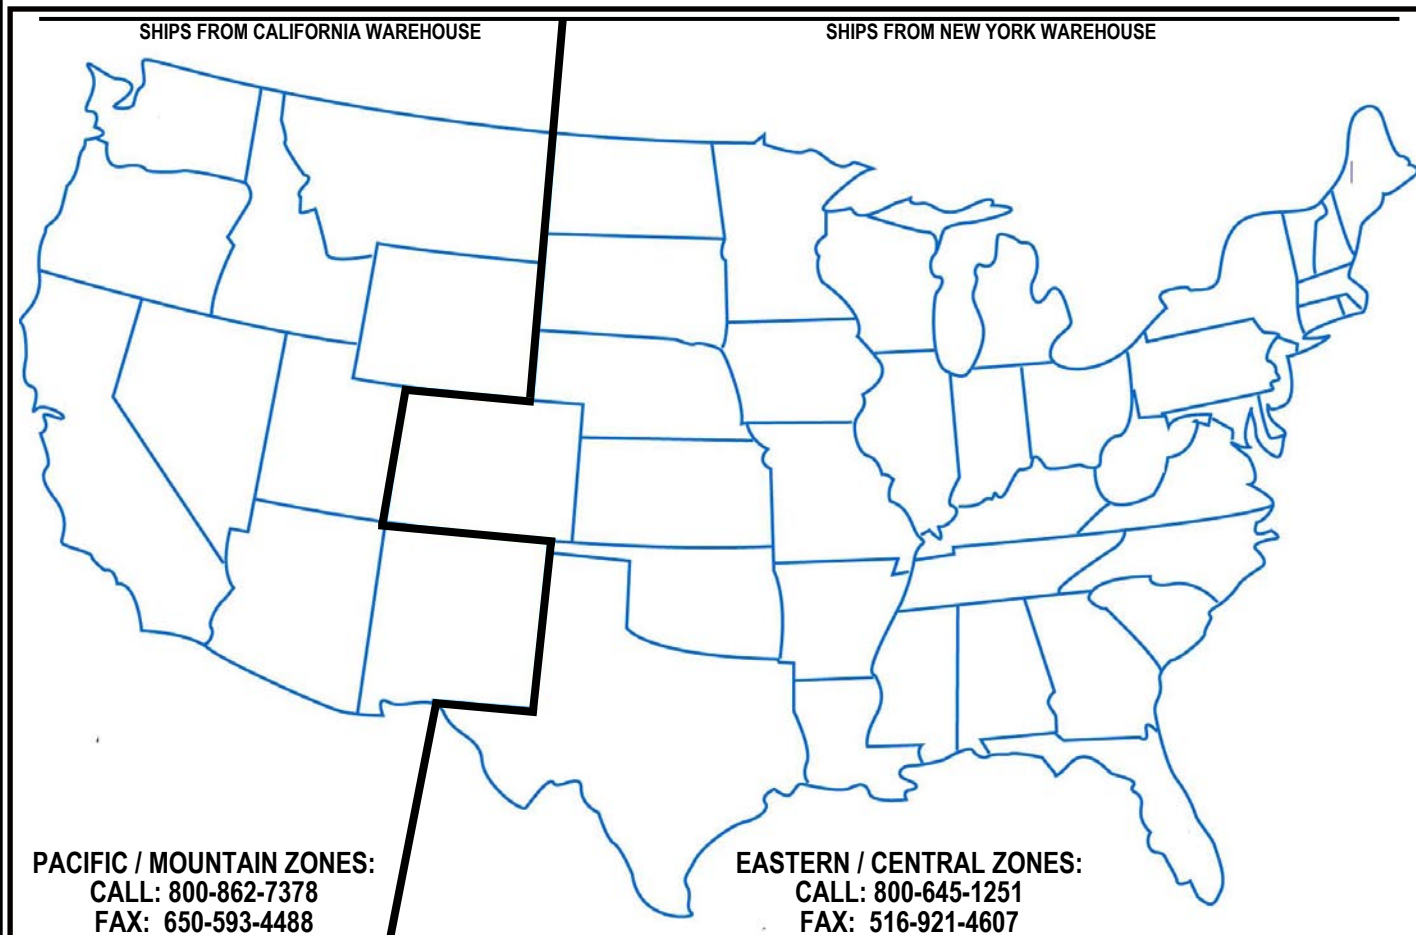 SHIPS FROM CALIFORNIA WAREHOUSE
SHIPS FROM NEW YORK WAREHOUSE
PACIFIC / MOUNTAIN ZONES:
CALL: 800-862-7378
FAX: 650-593-4488
EASTERN / CENTRAL ZONES:
CALL: 800-645-1251
FAX: 516-921-4607